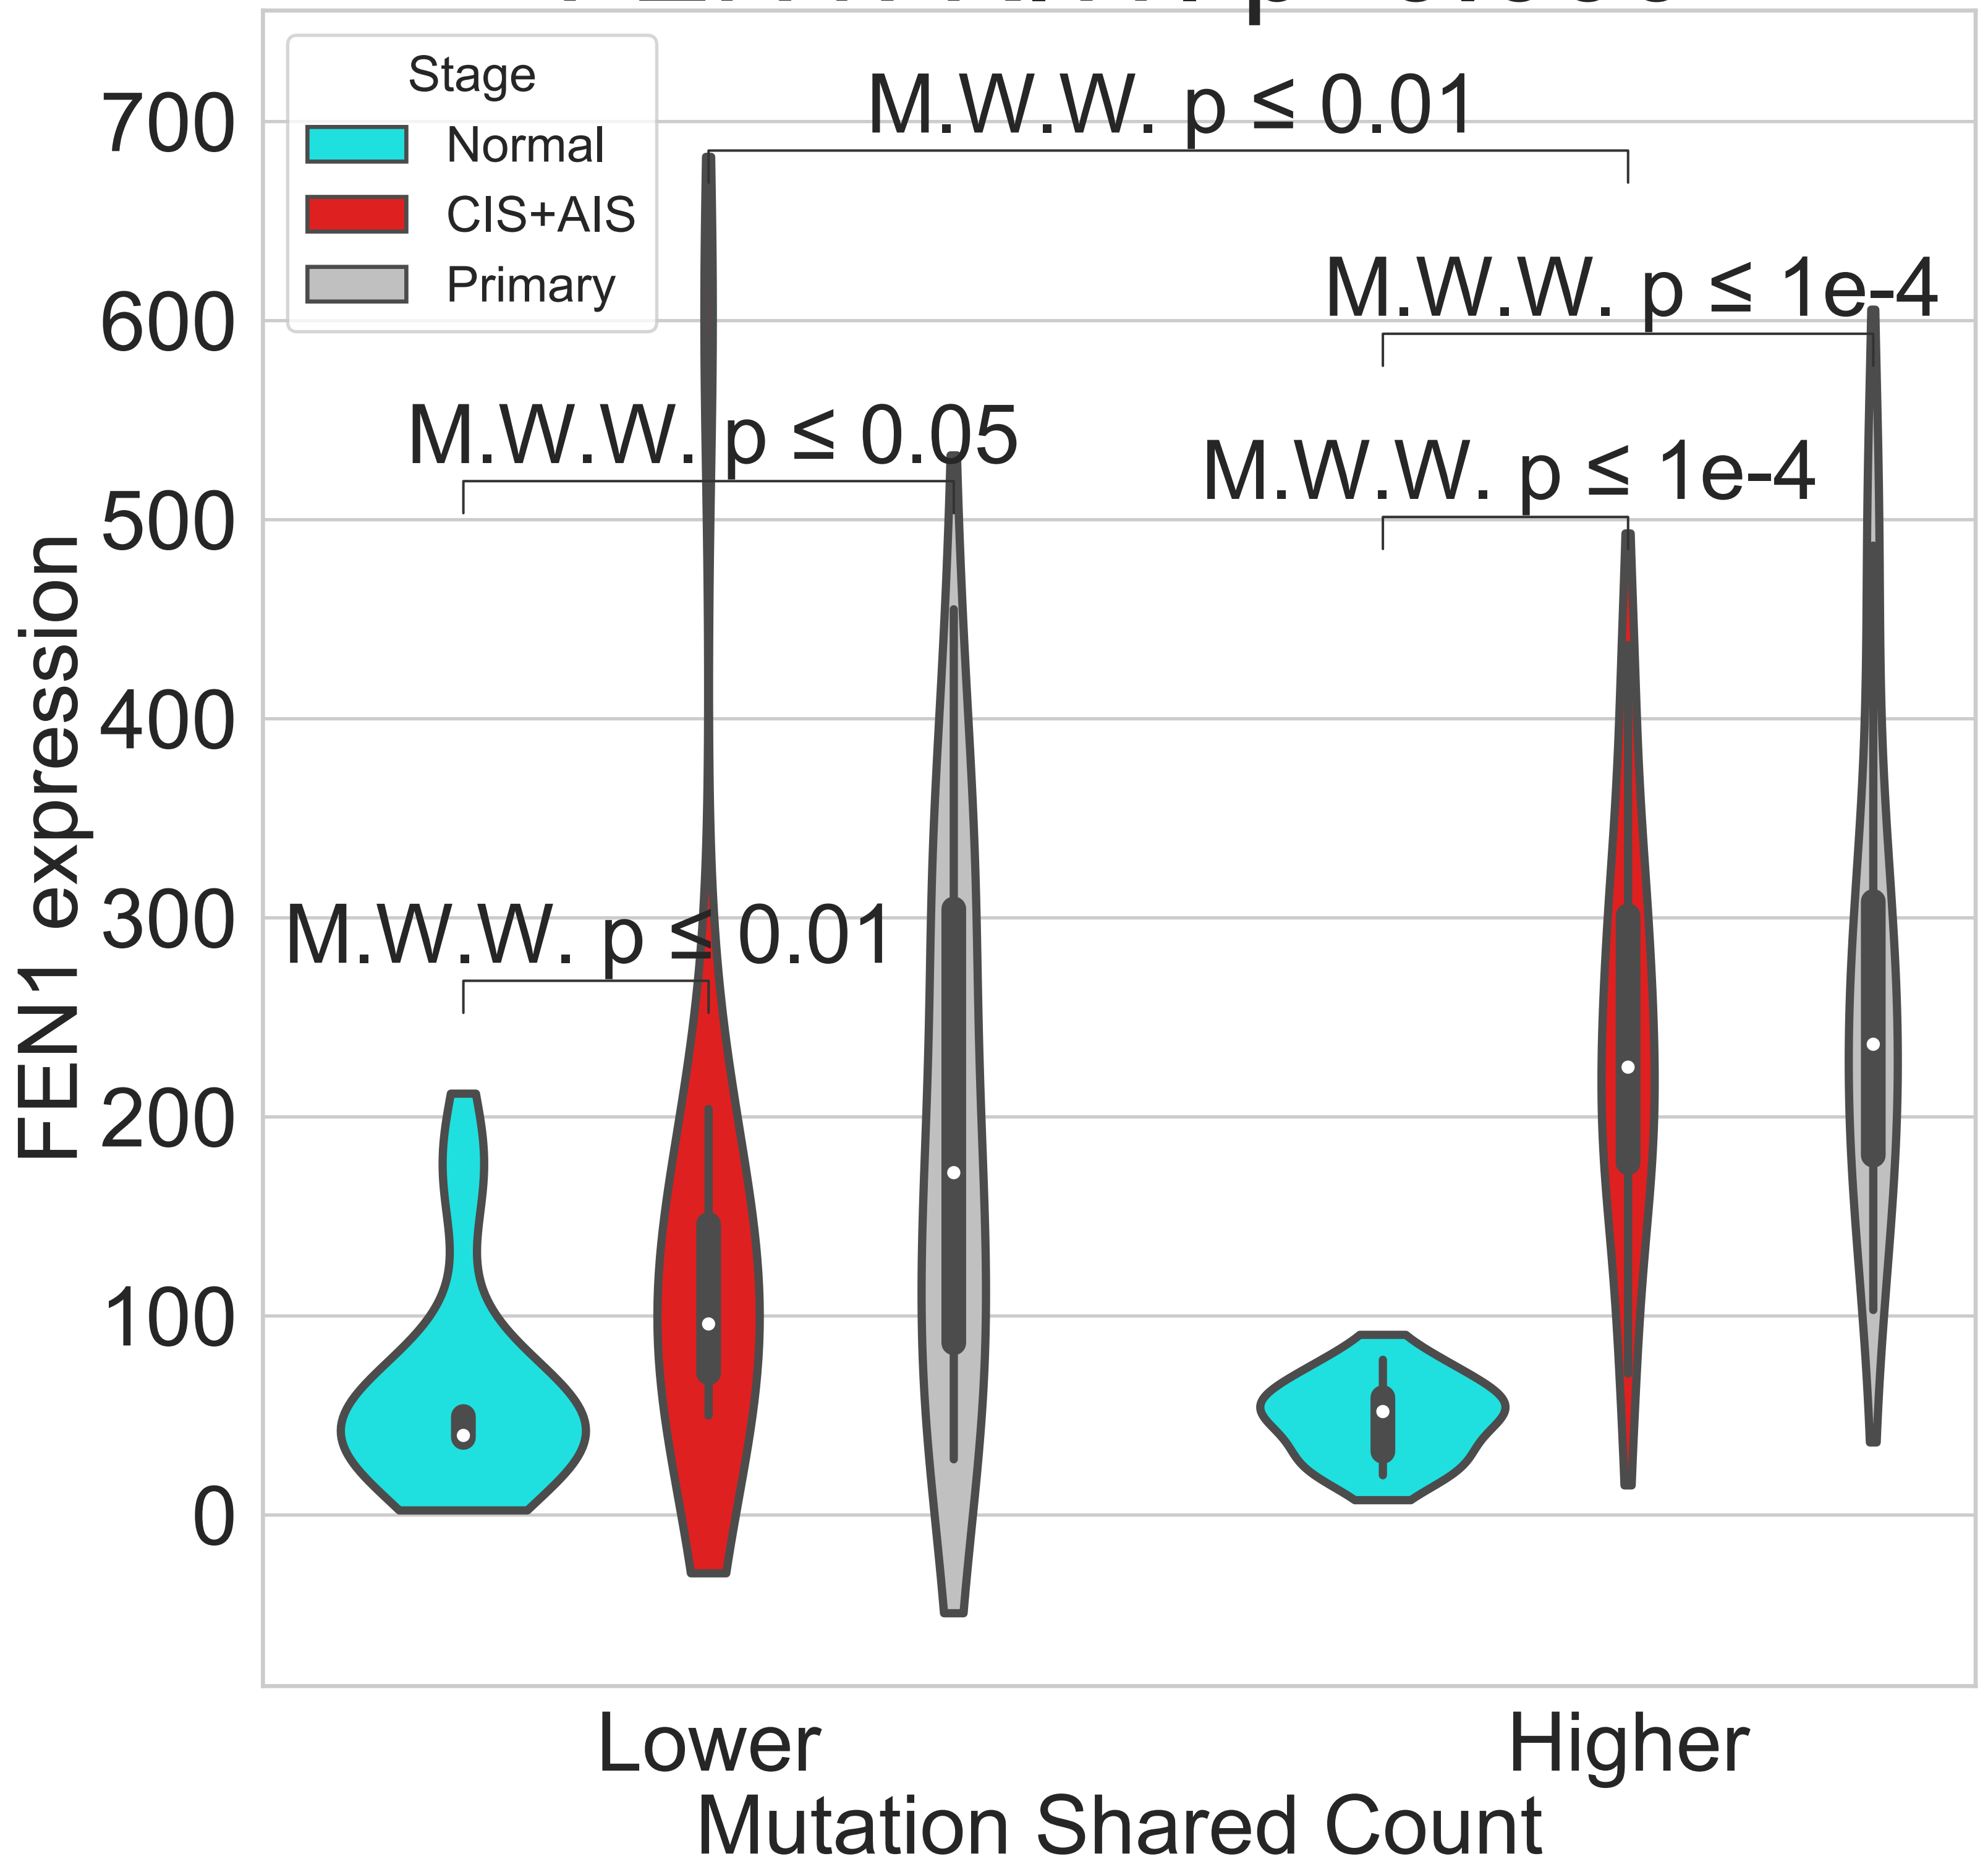 Stage
Normal
CIS+AIS
Primary
M.W.W. p ≤ 0.01
M.W.W. p ≤ 1e-4
M.W.W. p ≤ 0.05
M.W.W. p ≤ 1e-4
M.W.W. p ≤ 0.01
700
600
500
400
300
200
100
0
FEN1 expression
Lower
Higher
Mutation Shared Count